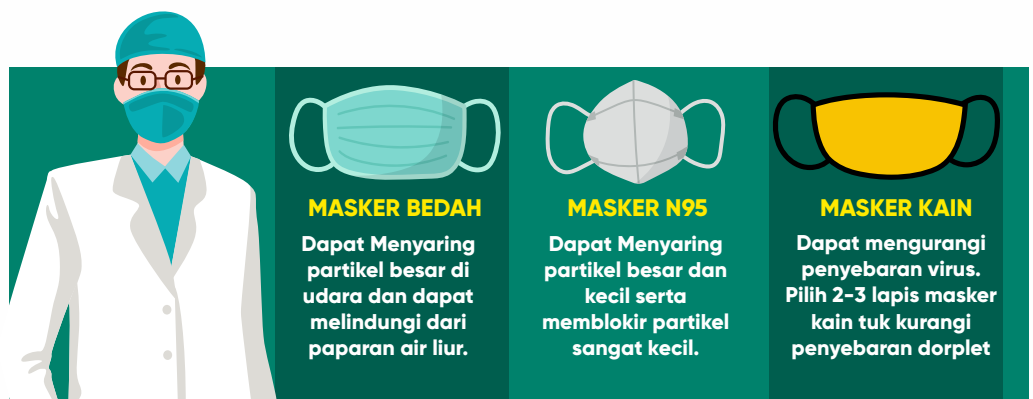 MASKER BEDAH
Dapat Menyaring
partikel besar di
udara dan dapat
melindungi dari
paparan air liur.
MASKER N95
Dapat Menyaring
partikel besar dan
kecil serta
memblokir partikel
sangat kecil.
MASKER KAIN
Dapat mengurangi
penyebaran virus.
Pilih 2-3 lapis masker
kain tuk kurangi
penyebaran dorplet